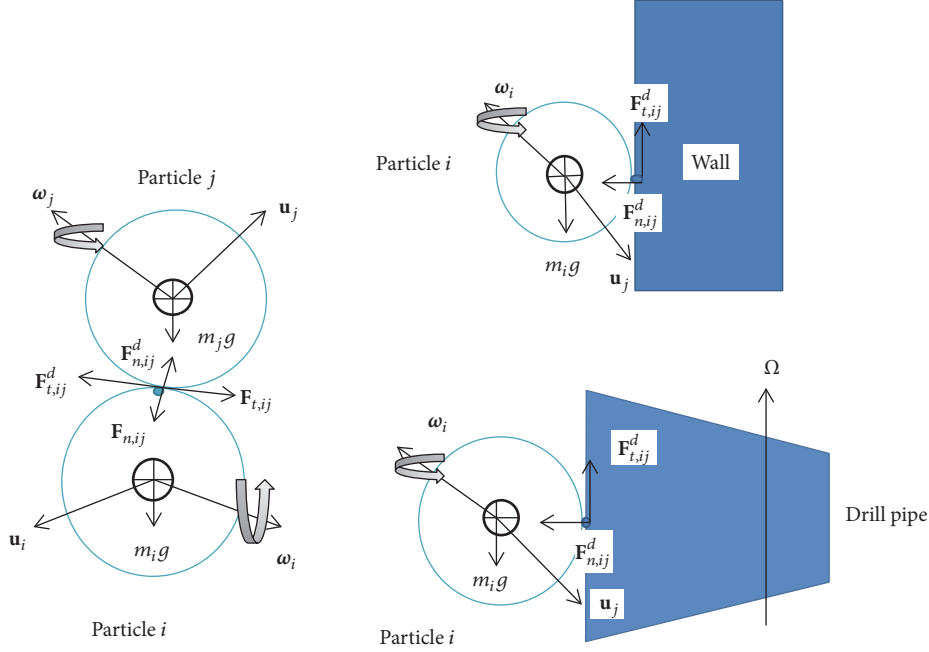 Particle j
ω_j
u_j
m_j g
F^d_{n,ij}
F^d_{t,ij}
F_{t,ij}
F_{n,ij}
u_i
m_i g
ω_i
Particle i
ω_i
F^d_{t,ij}
Particle i
Wall
F^d_{n,ij}
m_i g
u_j
Ω
ω_i
F^d_{t,ij}
Drill pipe
F^d_{n,ij}
m_i g
u_j
Particle i